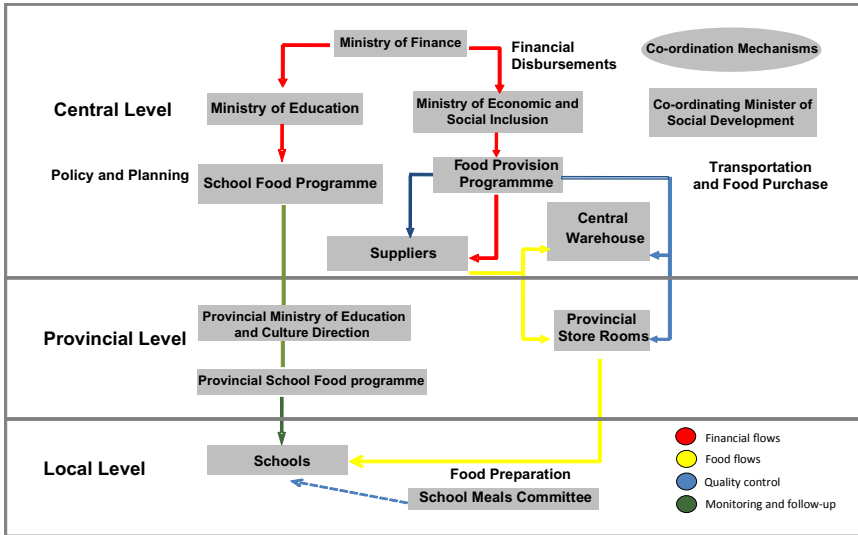 Ministry of Finance
Financial
Disbursements
Co-ordination Mechanisms
Central Level
Ministry of Education
Ministry of Economic and
Social Inclusion
Co-ordinating Minister of
Social Development
Policy and Planning
School Food Programme
Food Provision
Programmme
Transportation
and Food Purchase
Central
Warehouse
Suppliers
Provincial Level
Provincial Ministry of Education
and Culture Direction
Provincial
Store Rooms
Provincial School Food programme
Local Level
Schools
Food Preparation
School Meals Committee
Financial flows
Food flows
Quality control
Monitoring and follow-up